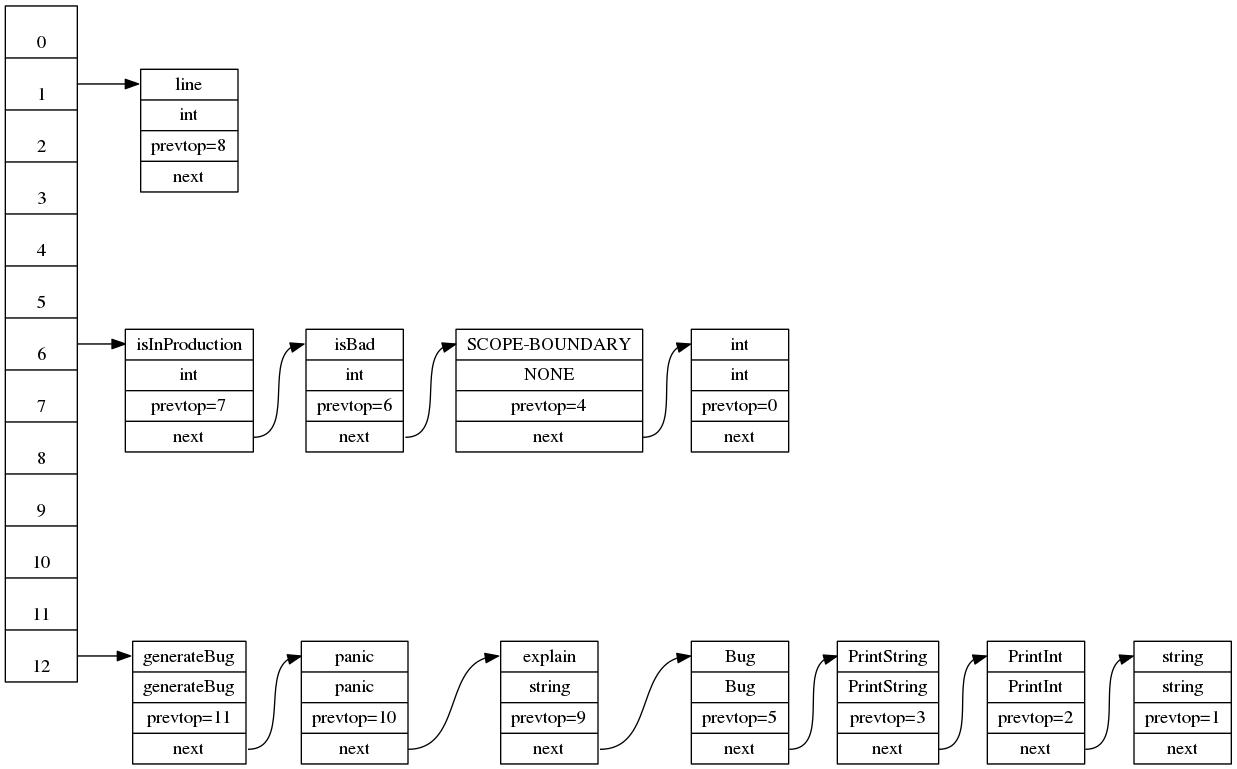 0
1
line
int
prevtop=8
next
2
3
4
5
6
isInProduction
int
prevtop=7
next
isBad
int
prevtop=6
next
SCOPE-BOUNDARY
NONE
prevtop=4
next
int
int
prevtop=0
next
7
8
9
10
11
12
generateBug
generateBug
prevtop=11
next
panic
panic
prevtop=10
next
explain
string
prevtop=9
next
Bug
Bug
prevtop=5
next
PrintString
PrintString
prevtop=3
next
PrintInt
PrintInt
prevtop=2
next
string
string
prevtop=1
next